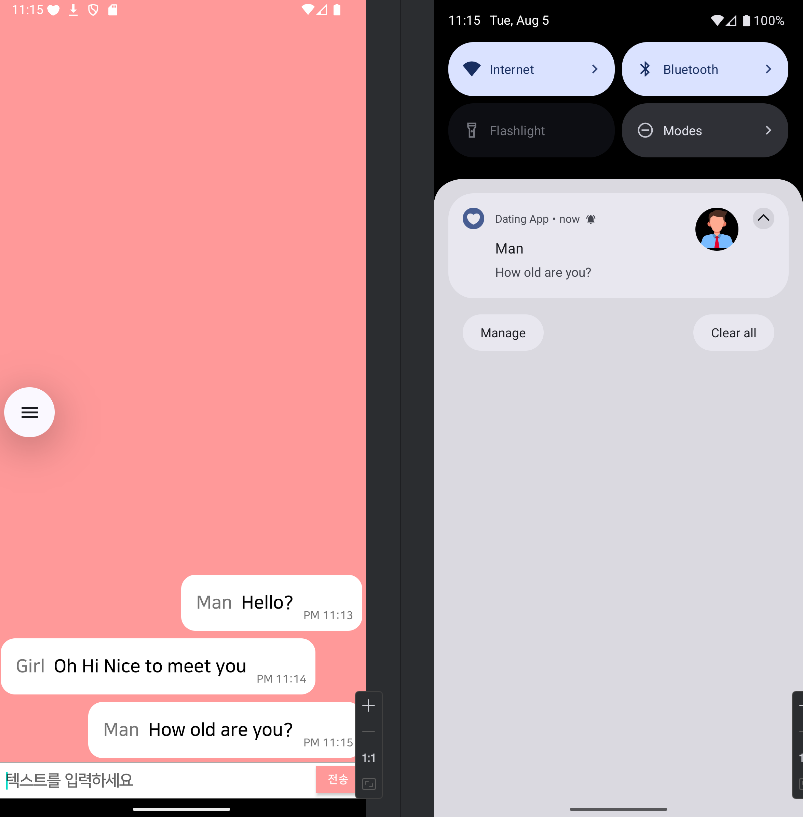 11:15
Man Hello? PM 11:13
Girl Oh Hi Nice to meet you PM 11:14
Man How old are you? PM 11:15
텍스트를 입력하세요 전송
1:1
11:15 Tue, Aug 5 100%
Internet Bluetooth
Flashlight Modes
Dating App • now
Man
How old are you?
Manage Clear all